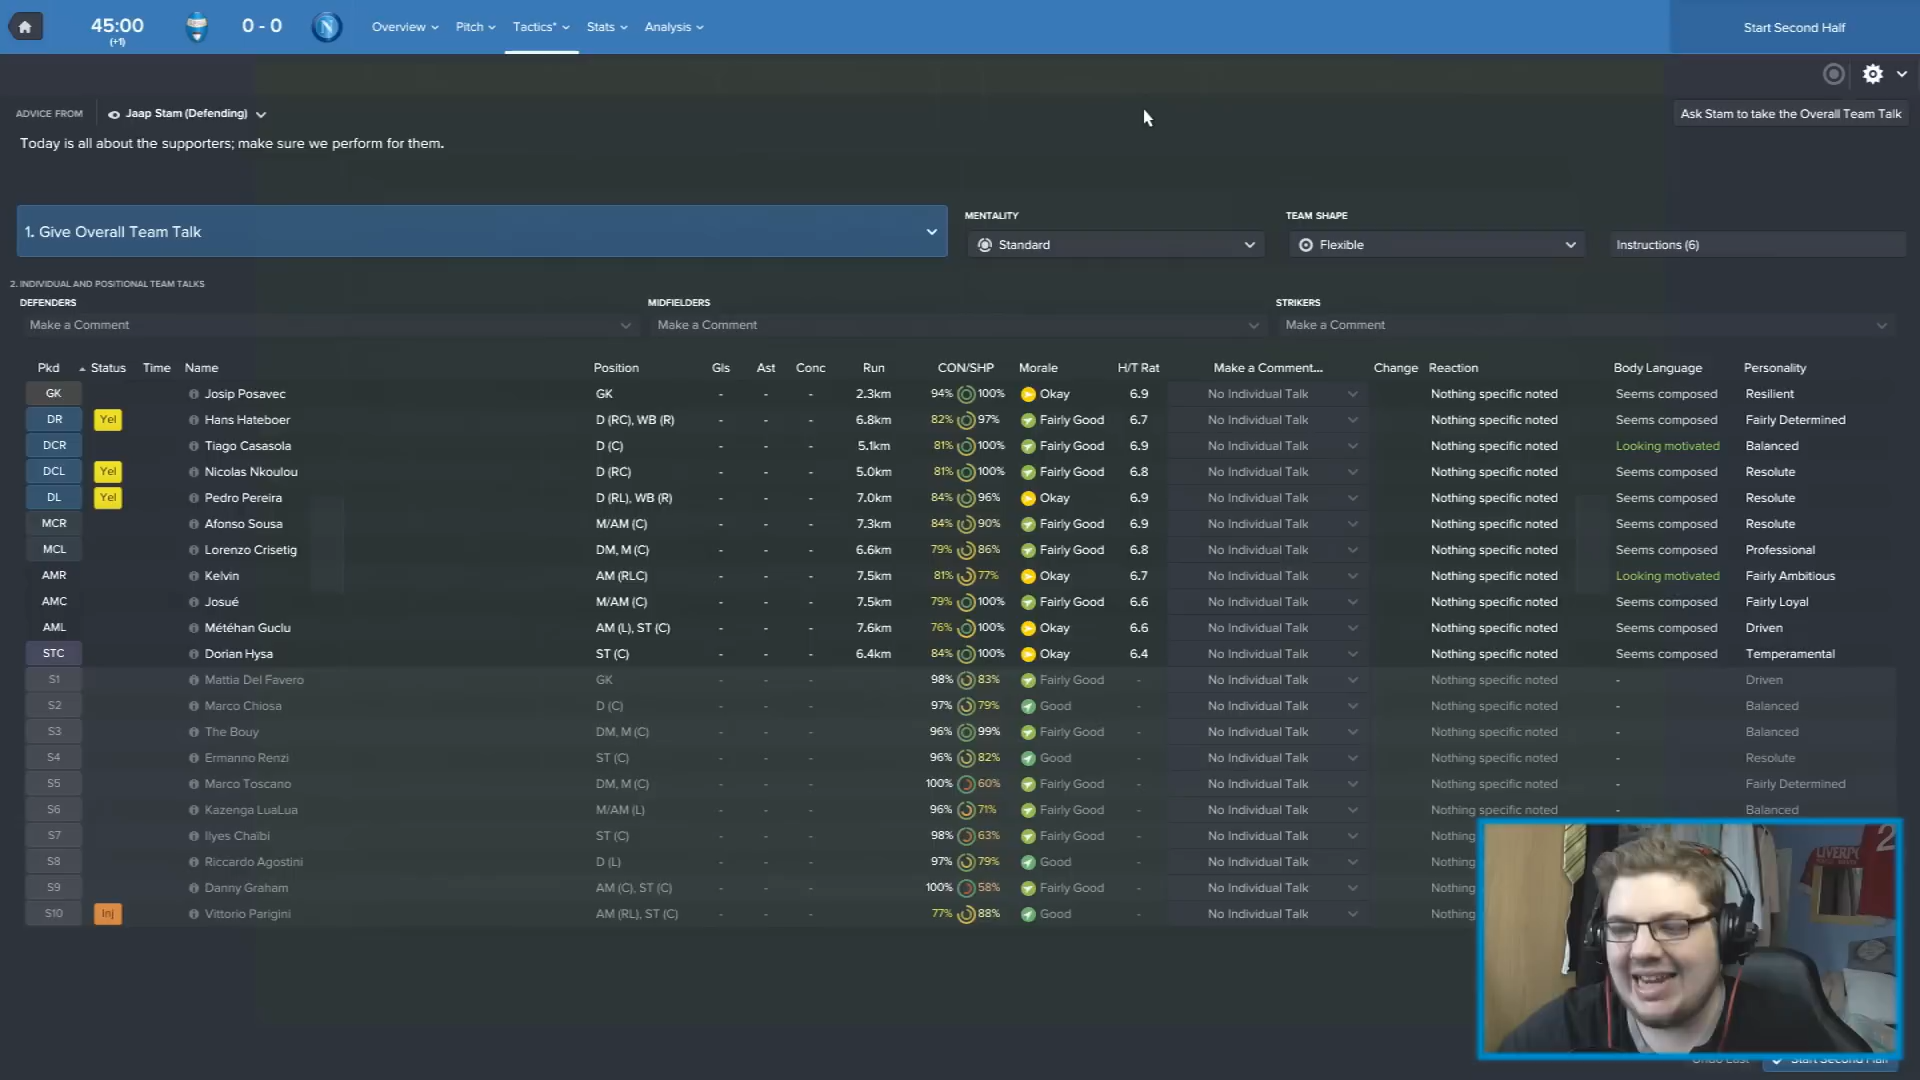 45:00
(+1)
0 - 0
N
Overview
Pitch
Tactics*
Stats
Analysis
Start Second Half
ADVICE FROM
Jaap Stam (Defending)
Ask Stam to take the Overall Team Talk
Today is all about the supporters; make sure we perform for them.
1. Give Overall Team Talk
MENTALITY
Standard
TEAM SHAPE
Flexible
Instructions (6)
2. INDIVIDUAL AND POSITIONAL TEAM TALKS
DEFENDERS MIDFIELDERS STRIKERS
Make a Comment Make a Comment Make a Comment
Pkd Status Time Name Position Gls Ast Conc Run CON/SHP Morale H/T Rat Make a Comment... Change Reaction Body Language Personality
GK Josip Posavec GK - - - 2.3km 94% 100% Okay 6.9 No Individual Talk Nothing specific noted Seems composed Resilient
DR Yel Hans Hateboer D (RC), WB (R) - - - 6.8km 82% 97% Fairly Good 6.7 No Individual Talk Nothing specific noted Seems composed Fairly Determined
DCR Tiago Casasola D (C) - - - 5.1km 81% 100% Fairly Good 6.9 No Individual Talk Nothing specific noted Looking motivated Balanced
DCL Yel Nicolas Nkoulou D (RC) - - - 5.0km 81% 100% Fairly Good 6.8 No Individual Talk Nothing specific noted Seems composed Resolute
DL Yel Pedro Pereira D (RL), WB (R) - - - 7.0km 84% 96% Okay 6.9 No Individual Talk Nothing specific noted Seems composed Resolute
MCR Afonso Sousa M/AM (C) - - - 7.3km 84% 90% Fairly Good 6.9 No Individual Talk Nothing specific noted Seems composed Resolute
MCL Lorenzo Crisetig DM, M (C) - - - 6.6km 79% 86% Fairly Good 6.8 No Individual Talk Nothing specific noted Seems composed Professional
AMR Kelvin AM (RLC) - - - 7.5km 81% 77% Okay 6.7 No Individual Talk Nothing specific noted Looking motivated Fairly Ambitious
AMC Josué M/AM (C) - - - 7.5km 79% 100% Fairly Good 6.6 No Individual Talk Nothing specific noted Seems composed Fairly Loyal
AML Météhan Guclu AM (L), ST (C) - - - 7.6km 76% 100% Okay 6.6 No Individual Talk Nothing specific noted Seems composed Driven
STC Dorian Hysa ST (C) - - - 6.4km 84% 100% Okay 6.4 No Individual Talk Nothing specific noted Seems composed Temperamental
S1 Mattia Del Favero GK - - - 98% 83% Fairly Good - No Individual Talk Nothing specific noted - Driven
S2 Marco Chiosa D (C) - - - 97% 79% Good - No Individual Talk Nothing specific noted - Balanced
S3 The Bouy DM, M (C) - - - 96% 99% Fairly Good - No Individual Talk Nothing specific noted - Balanced
S4 Ermanno Renzi ST (C) - - - 96% 82% Good - No Individual Talk Nothing specific noted - Resolute
S5 Marco Toscano DM, M (C) - - - 100% 60% Fairly Good - No Individual Talk Nothing specific noted - Fairly Determined
S6 Kazenga LuaLua M/AM (L) - - - 96% 71% Fairly Good - No Individual Talk Nothing specific noted - Balanced
S7 Ilyes Chaïbi ST (C) - - - 98% 63% Fairly Good - No Individual Talk Nothing
S8 Riccardo Agostini D (L) - - - 97% 79% Good - No Individual Talk Nothing
S9 Danny Graham AM (C), ST (C) - - - 100% 58% Fairly Good - No Individual Talk Nothing
S10 Inj Vittorio Parigini AM (RL), ST (C) - - - 77% 88% Good - No Individual Talk Nothing
2
Undo Last
Start Second Half